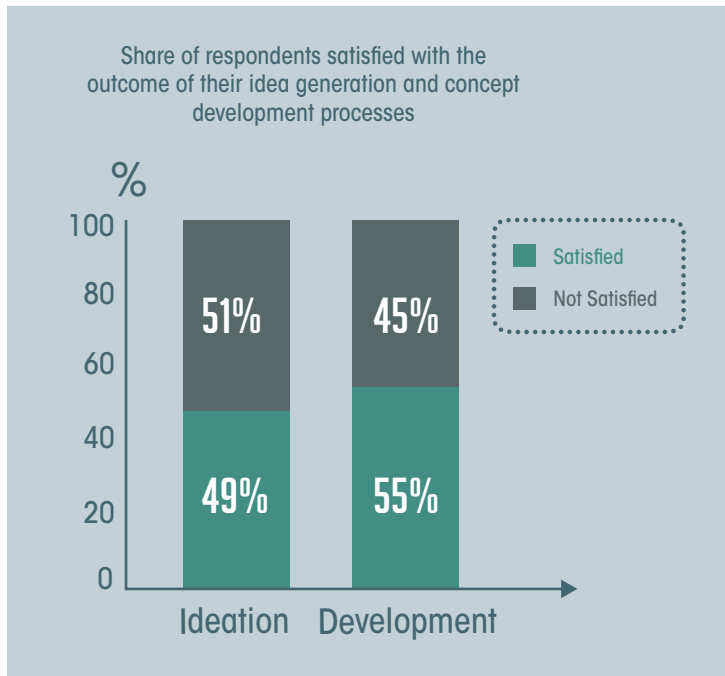 Share of respondents satisfied with the
outcome of their idea generation and concept
development processes
%
100
80
60
40
20
0
51%
45%
49%
55%
Ideation
Development
Satisfied
Not Satisfied